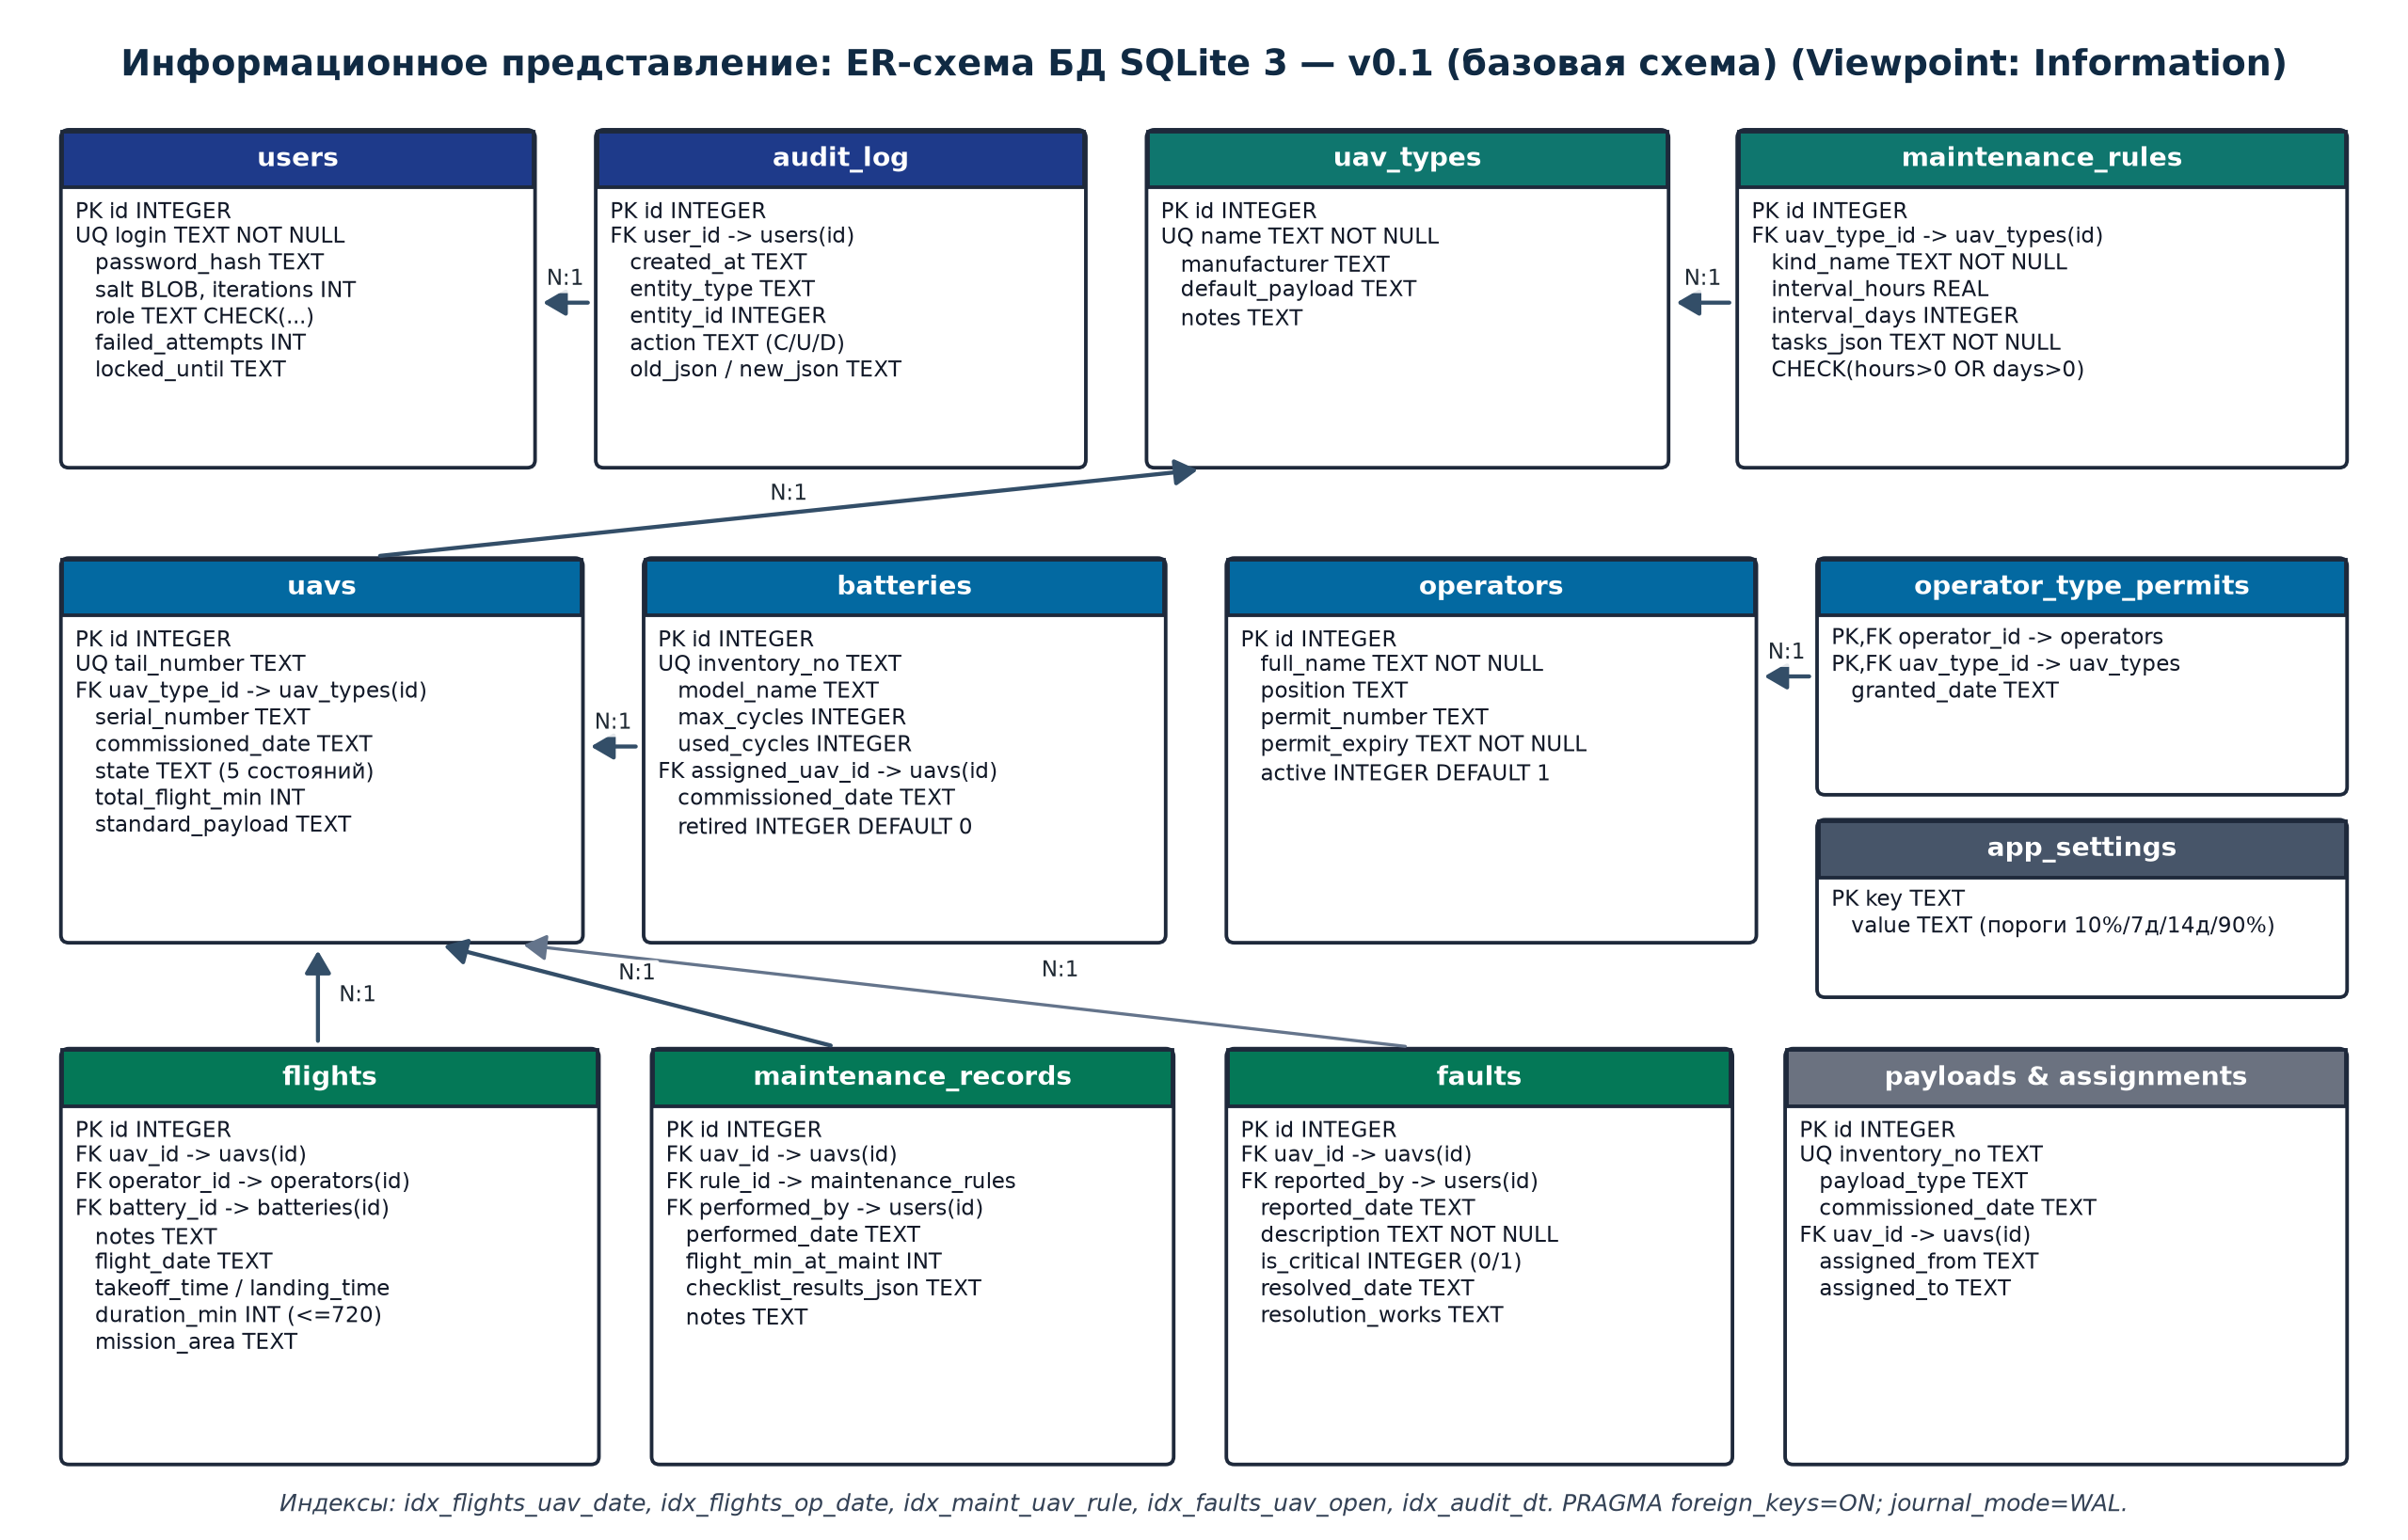 Информационное представление: ER-схема БД SQLite 3 — v0.1 (базовая схема) (Viewpoint: Information)
users
PK id INTEGER
UQ login TEXT NOT NULL
password_hash TEXT
salt BLOB, iterations INT
role TEXT CHECK(...)
failed_attempts INT
locked_until TEXT
N:1
audit_log
PK id INTEGER
FK user_id -> users(id)
created_at TEXT
entity_type TEXT
entity_id INTEGER
action TEXT (C/U/D)
old_json / new_json TEXT
uav_types
PK id INTEGER
UQ name TEXT NOT NULL
manufacturer TEXT
default_payload TEXT
notes TEXT
N:1
maintenance_rules
PK id INTEGER
FK uav_type_id -> uav_types(id)
kind_name TEXT NOT NULL
interval_hours REAL
interval_days INTEGER
tasks_json TEXT NOT NULL
CHECK(hours>0 OR days>0)
N:1
uavs
PK id INTEGER
UQ tail_number TEXT
FK uav_type_id -> uav_types(id)
serial_number TEXT
commissioned_date TEXT
state TEXT (5 состояний)
total_flight_min INT
standard_payload TEXT
N:1
batteries
PK id INTEGER
UQ inventory_no TEXT
model_name TEXT
max_cycles INTEGER
used_cycles INTEGER
FK assigned_uav_id -> uavs(id)
commissioned_date TEXT
retired INTEGER DEFAULT 0
operators
PK id INTEGER
full_name TEXT NOT NULL
position TEXT
permit_number TEXT
permit_expiry TEXT NOT NULL
active INTEGER DEFAULT 1
N:1
operator_type_permits
PK,FK operator_id -> operators
PK,FK uav_type_id -> uav_types
granted_date TEXT
app_settings
PK key TEXT
value TEXT (пороги 10%/7д/14д/90%)
N:1
N:1
N:1
flights
PK id INTEGER
FK uav_id -> uavs(id)
FK operator_id -> operators(id)
FK battery_id -> batteries(id)
notes TEXT
flight_date TEXT
takeoff_time / landing_time
duration_min INT (<=720)
mission_area TEXT
maintenance_records
PK id INTEGER
FK uav_id -> uavs(id)
FK rule_id -> maintenance_rules
FK performed_by -> users(id)
performed_date TEXT
flight_min_at_maint INT
checklist_results_json TEXT
notes TEXT
faults
PK id INTEGER
FK uav_id -> uavs(id)
FK reported_by -> users(id)
reported_date TEXT
description TEXT NOT NULL
is_critical INTEGER (0/1)
resolved_date TEXT
resolution_works TEXT
payloads & assignments
PK id INTEGER
UQ inventory_no TEXT
payload_type TEXT
commissioned_date TEXT
FK uav_id -> uavs(id)
assigned_from TEXT
assigned_to TEXT
Индексы: idx_flights_uav_date, idx_flights_op_date, idx_maint_uav_rule, idx_faults_uav_open, idx_audit_dt. PRAGMA foreign_keys=ON; journal_mode=WAL.